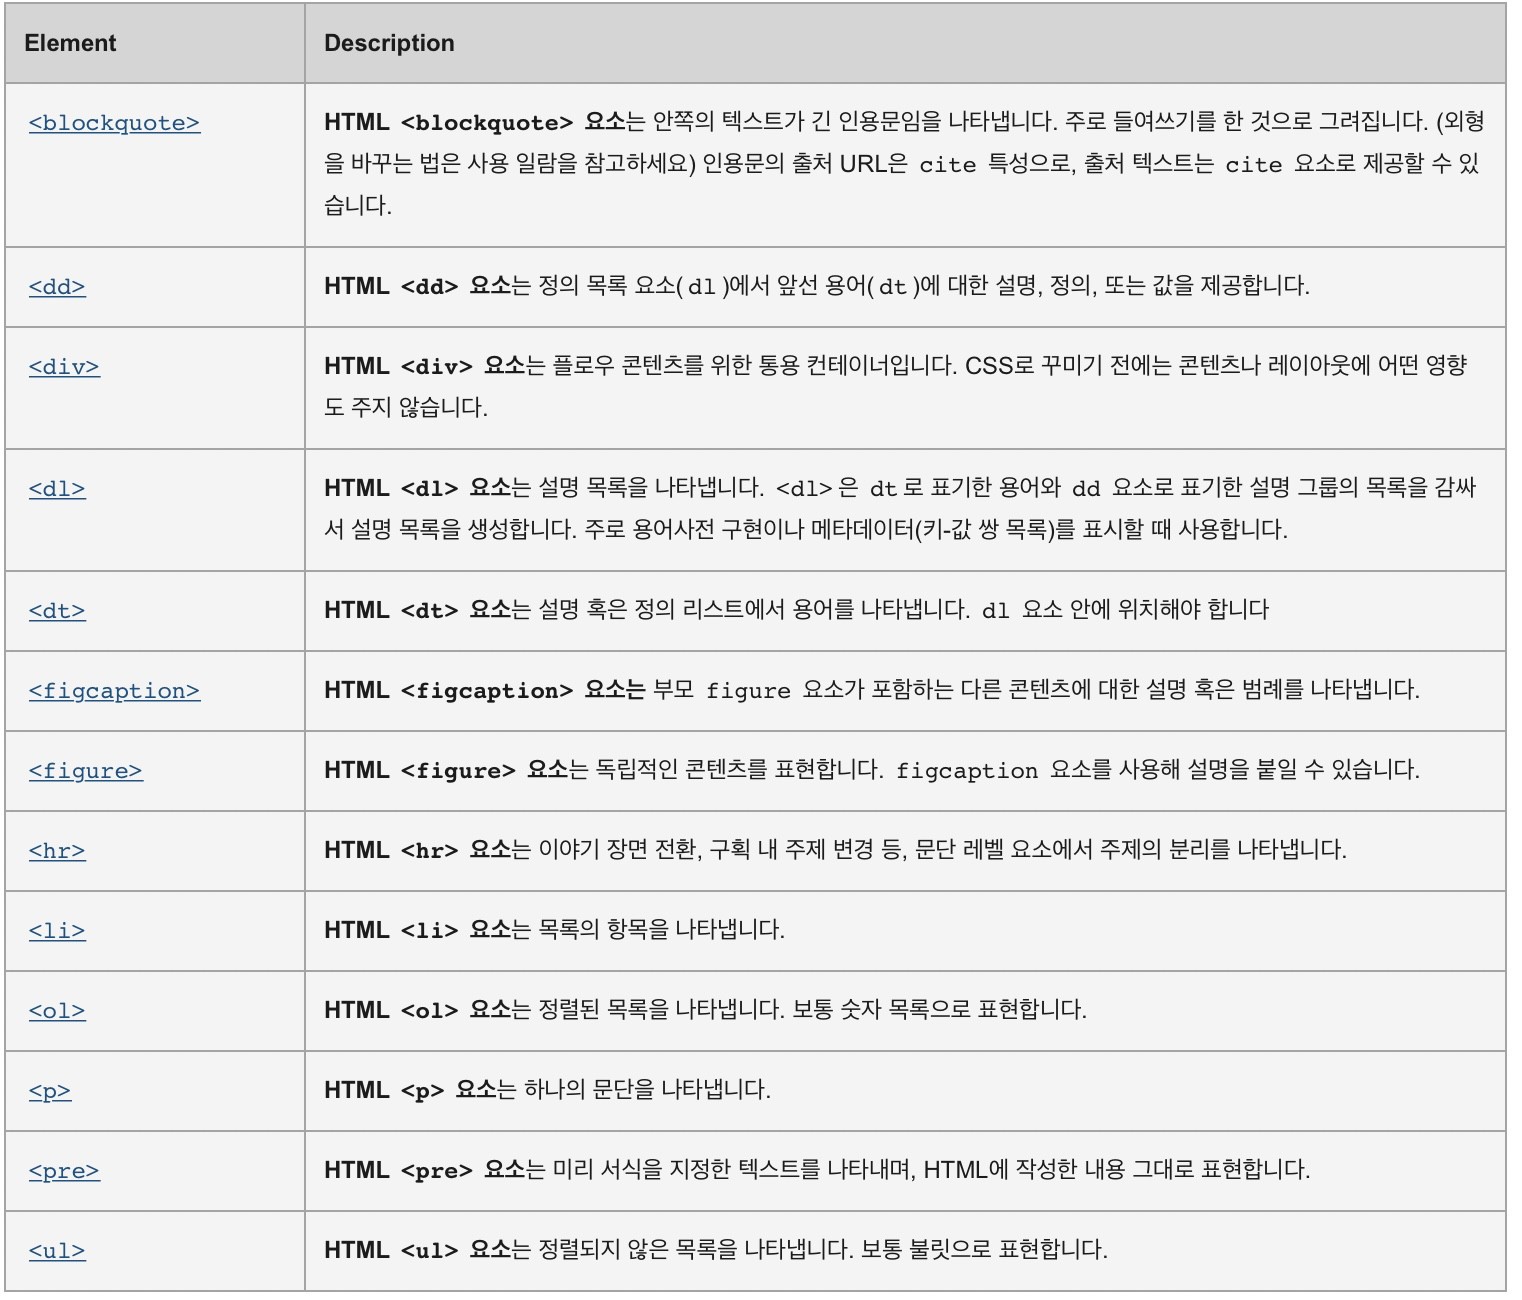 Element Description
<blockquote> HTML <blockquote> 요소는 안쪽의 텍스트가 긴 인용문임을 나타냅니다. 주로 들여쓰기를 한 것으로 그려집니다. (외형
을 바꾸는 법은 사용 일람을 참고하세요) 인용문의 출처 URL은 cite 특성으로, 출처 텍스트는 cite 요소로 제공할 수 있
습니다.
<dd> HTML <dd> 요소는 정의 목록 요소(dl)에서 앞선 용어(dt)에 대한 설명, 정의, 또는 값을 제공합니다.
<div> HTML <div> 요소는 플로우 콘텐츠를 위한 통용 컨테이너입니다. CSS로 꾸미기 전에는 콘텐츠나 레이아웃에 어떤 영향
도 주지 않습니다.
<dl> HTML <dl> 요소는 설명 목록을 나타냅니다. <dl>은 dt로 표기한 용어와 dd 요소로 표기한 설명 그룹의 목록을 감싸
서 설명 목록을 생성합니다. 주로 용어사전 구현이나 메타데이터(키-값 쌍 목록)를 표시할 때 사용합니다.
<dt> HTML <dt> 요소는 설명 혹은 정의 리스트에서 용어를 나타냅니다. dl 요소 안에 위치해야 합니다
<figcaption> HTML <figcaption> 요소는 부모 figure 요소가 포함하는 다른 콘텐츠에 대한 설명 혹은 범례를 나타냅니다.
<figure> HTML <figure> 요소는 독립적인 콘텐츠를 표현합니다. figcaption 요소를 사용해 설명을 붙일 수 있습니다.
<hr> HTML <hr> 요소는 이야기 장면 전환, 구획 내 주제 변경 등, 문단 레벨 요소에서 주제의 분리를 나타냅니다.
<li> HTML <li> 요소는 목록의 항목을 나타냅니다.
<ol> HTML <ol> 요소는 정렬된 목록을 나타냅니다. 보통 숫자 목록으로 표현합니다.
<p> HTML <p> 요소는 하나의 문단을 나타냅니다.
<pre> HTML <pre> 요소는 미리 서식을 지정한 텍스트를 나타내며, HTML에 작성한 내용 그대로 표현합니다.
<ul> HTML <ul> 요소는 정렬되지 않은 목록을 나타냅니다. 보통 불릿으로 표현합니다.